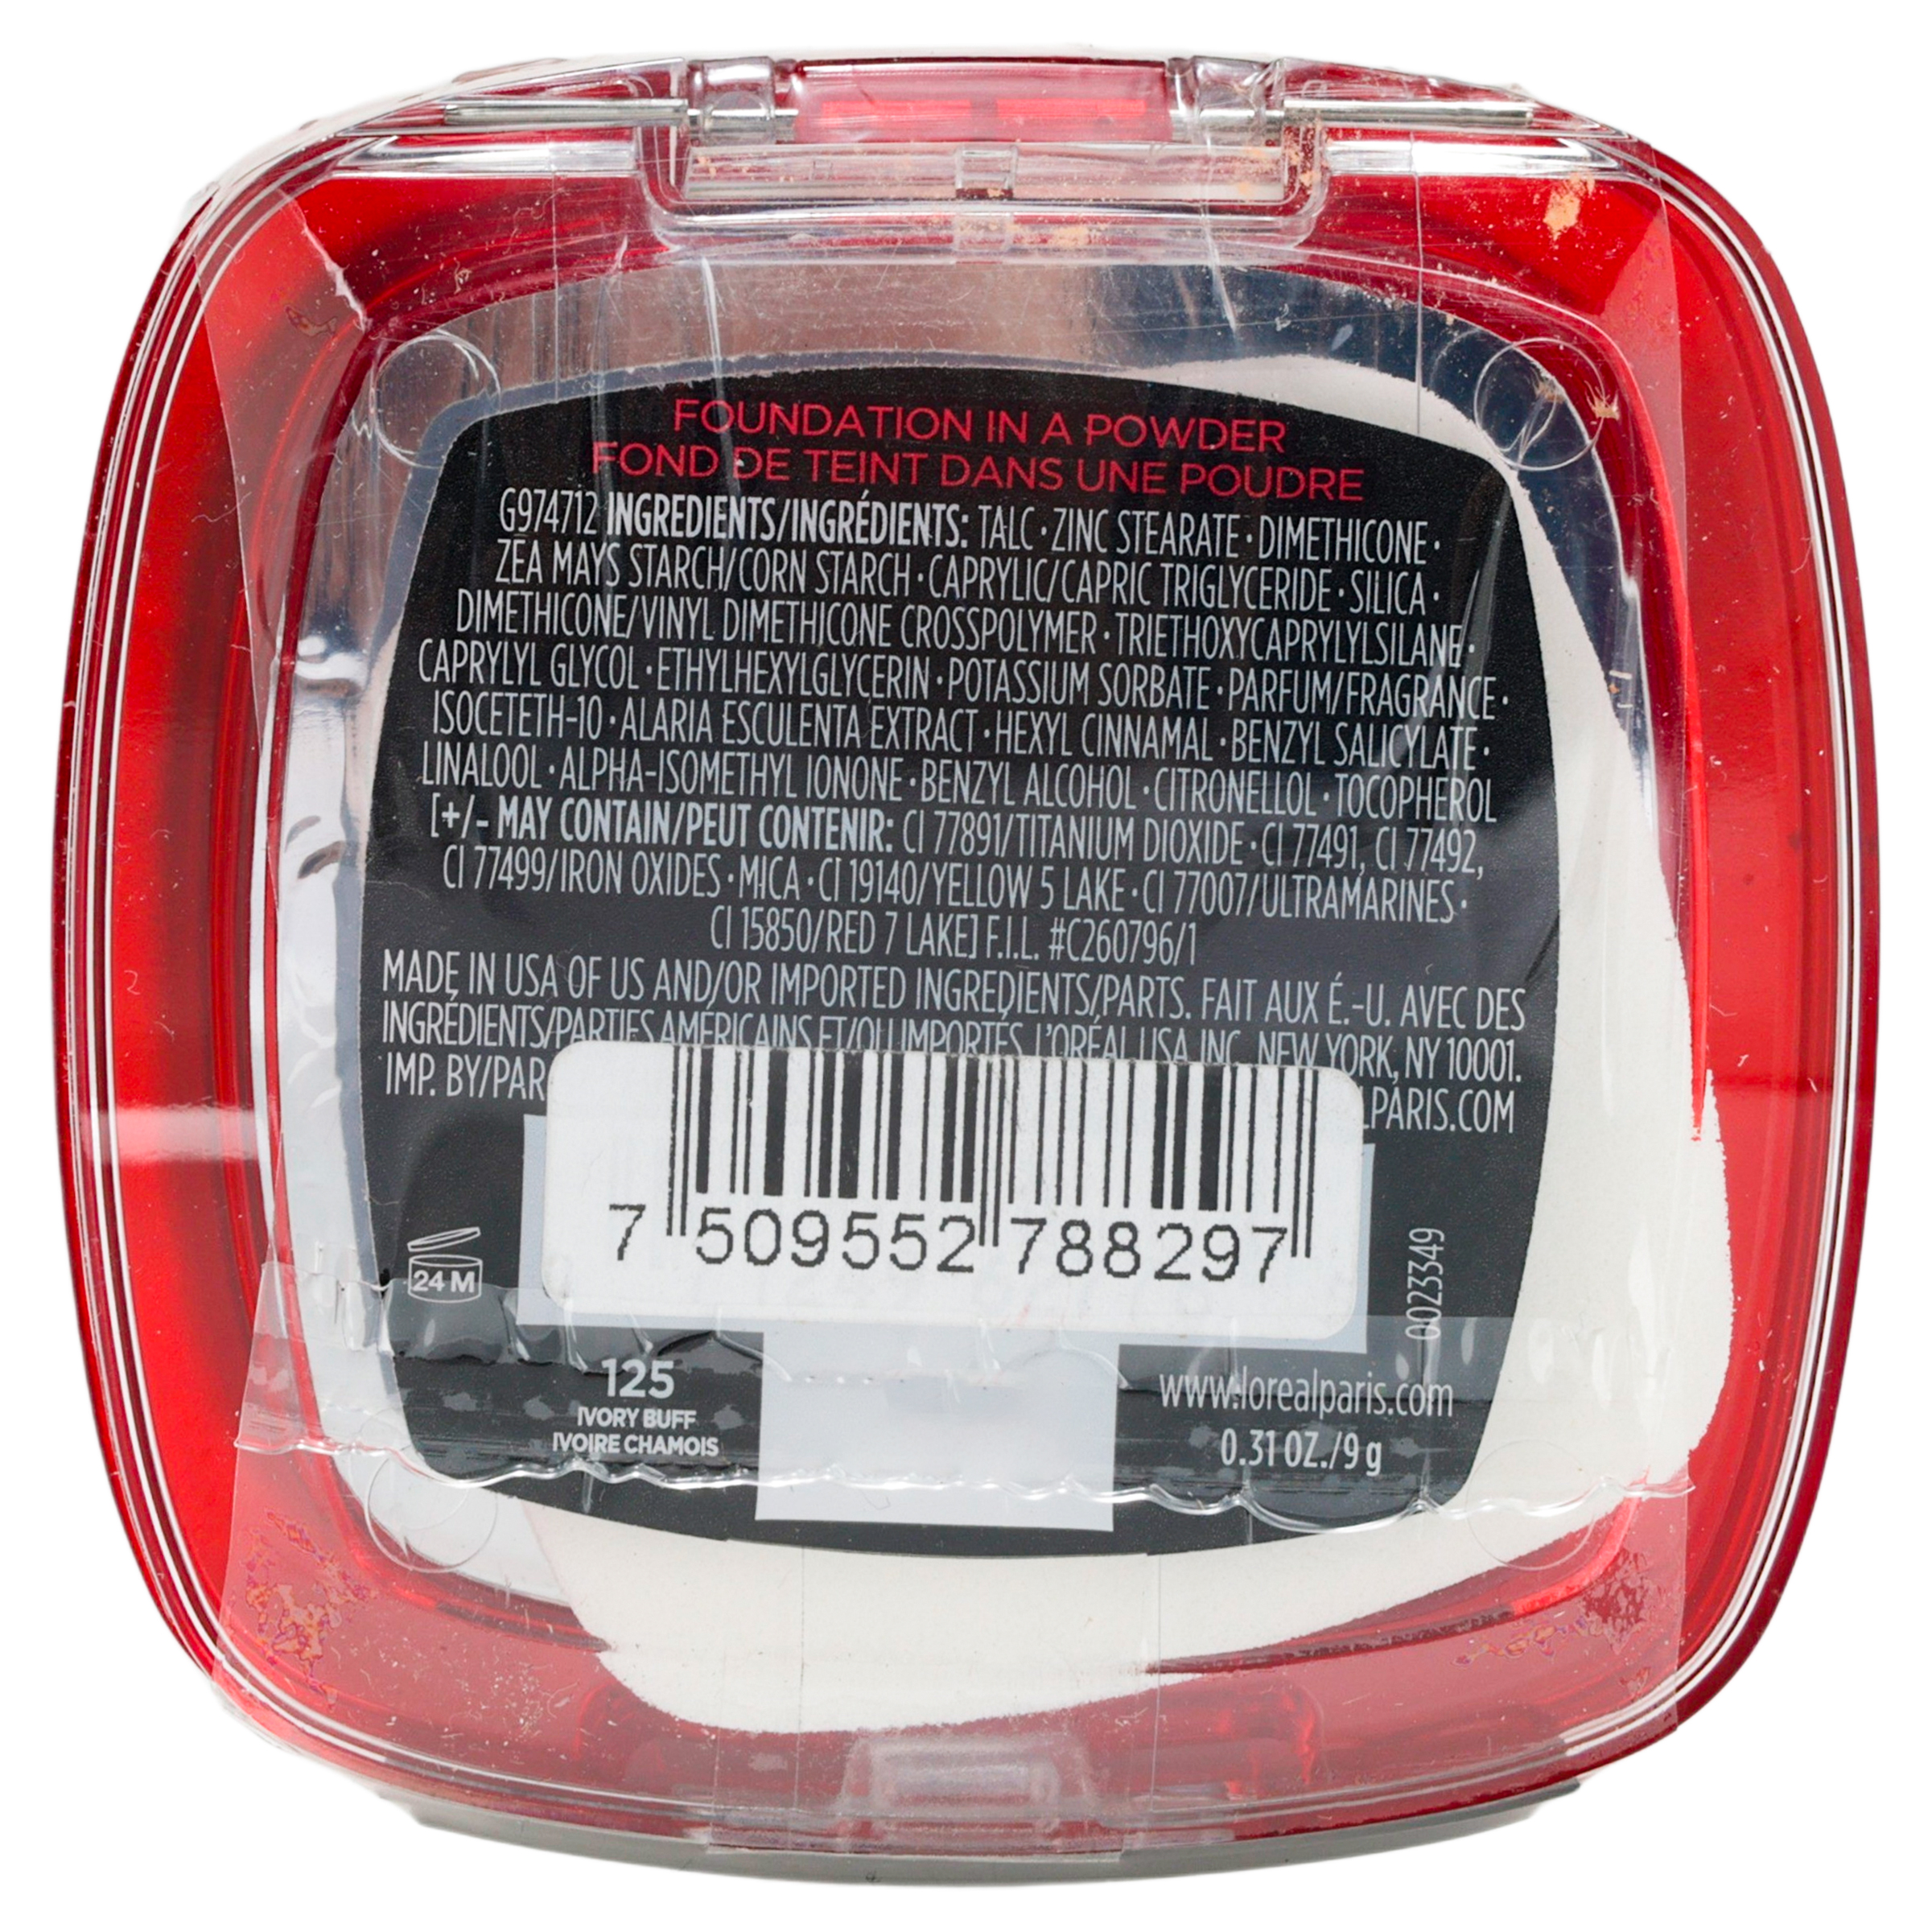 FOUNDATION IN A POWDER
FOND DE TEINT DANS UNE POUDRE
G974712 INGREDIENTS/INGRÉDIENTS: TALC • ZINC STEARATE • DIMETHICONE •
ZEA MAYS STARCH/CORN STARCH • CAPRYLIC/CAPRIC TRIGLYCERIDE • SILICA •
DIMETHICONE/VINYL DIMETHICONE CROSSPOLYMER • TRIETHOXYCAPRYLYLSILANE •
CAPRYLYL GLYCOL • ETHYLHEXYLGLYCERIN • POTASSIUM SORBATE • PARFUM/FRAGRANCE •
ISOCETETH-10 • ALARIA ESCULENTA EXTRACT • HEXYL CINNAMAL • BENZYL SALICYLATE •
LINALOOL • ALPHA-ISOMETHYL IONONE • BENZYL ALCOHOL • CITRONELLOL • TOCOPHEROL
[+/- MAY CONTAIN/PEUT CONTENIR: CI 77891/TITANIUM DIOXIDE • CI 77491, CI 77492,
CI 77499/IRON OXIDES • MICA • CI 19140/YELLOW 5 LAKE • CI 77007/ULTRAMARINES •
CI 15850/RED 7 LAKE] F.I.L. #C260796/1
MADE IN USA OF US AND/OR IMPORTED INGREDIENTS/PARTS. FAIT AUX É.-U. AVEC DES
INGRÉDIENTS/PARTIES AMÉRICAINS ET/OU IMPORTÉS. L'ORÉAL USA, INC. NEW YORK, NY 10001.
IMP. BY/PAR LPARIS.COM
7 509552 788297
24 M
0023349
125
IVORY BUFF
IVOIRE CHAMOIS
www.lorealparis.com
0.31 OZ./9 g